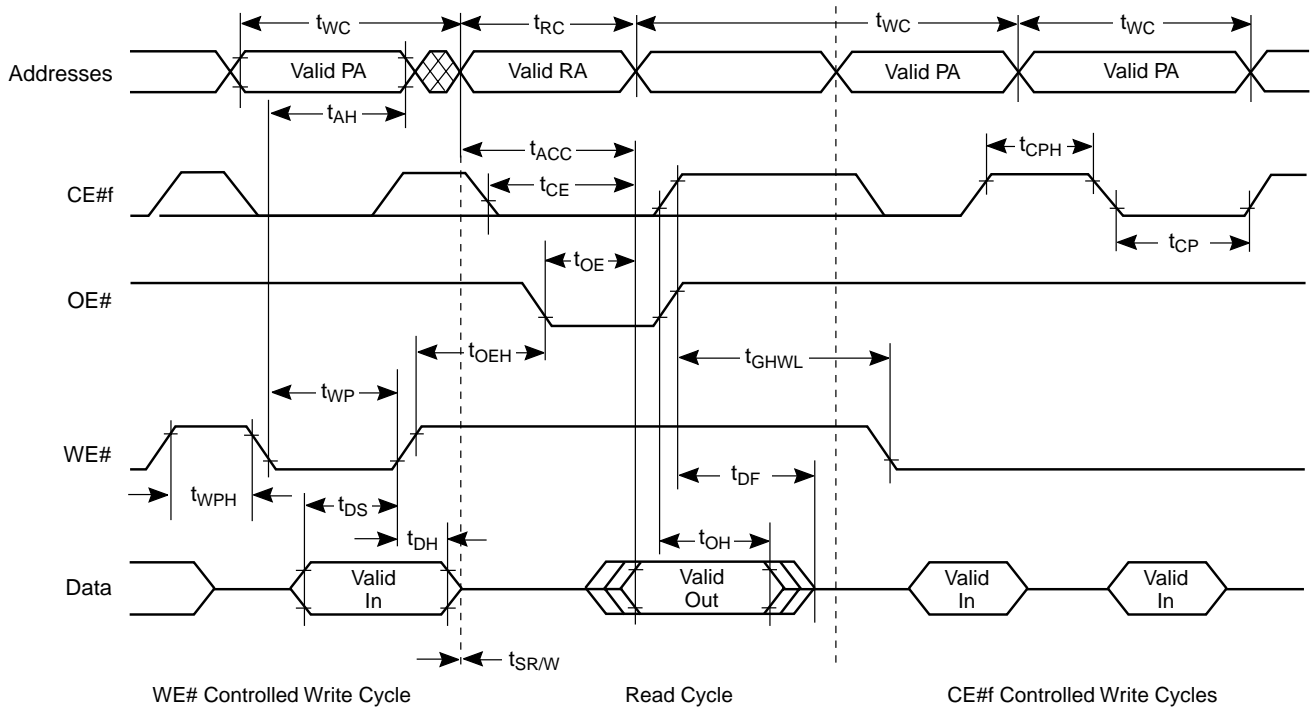 tWC tRC tWC tWC
Addresses Valid PA Valid RA Valid PA Valid PA
tAH
tACC
tCPH
CE#f tCE
tCP
tOE
OE#
tOEH tGHWL
tWP
WE#
tWPH tDS tDF
tDH tOH
Data Valid In Valid Out Valid In Valid In
tSR/W
WE# Controlled Write Cycle Read Cycle CE#f Controlled Write Cycles